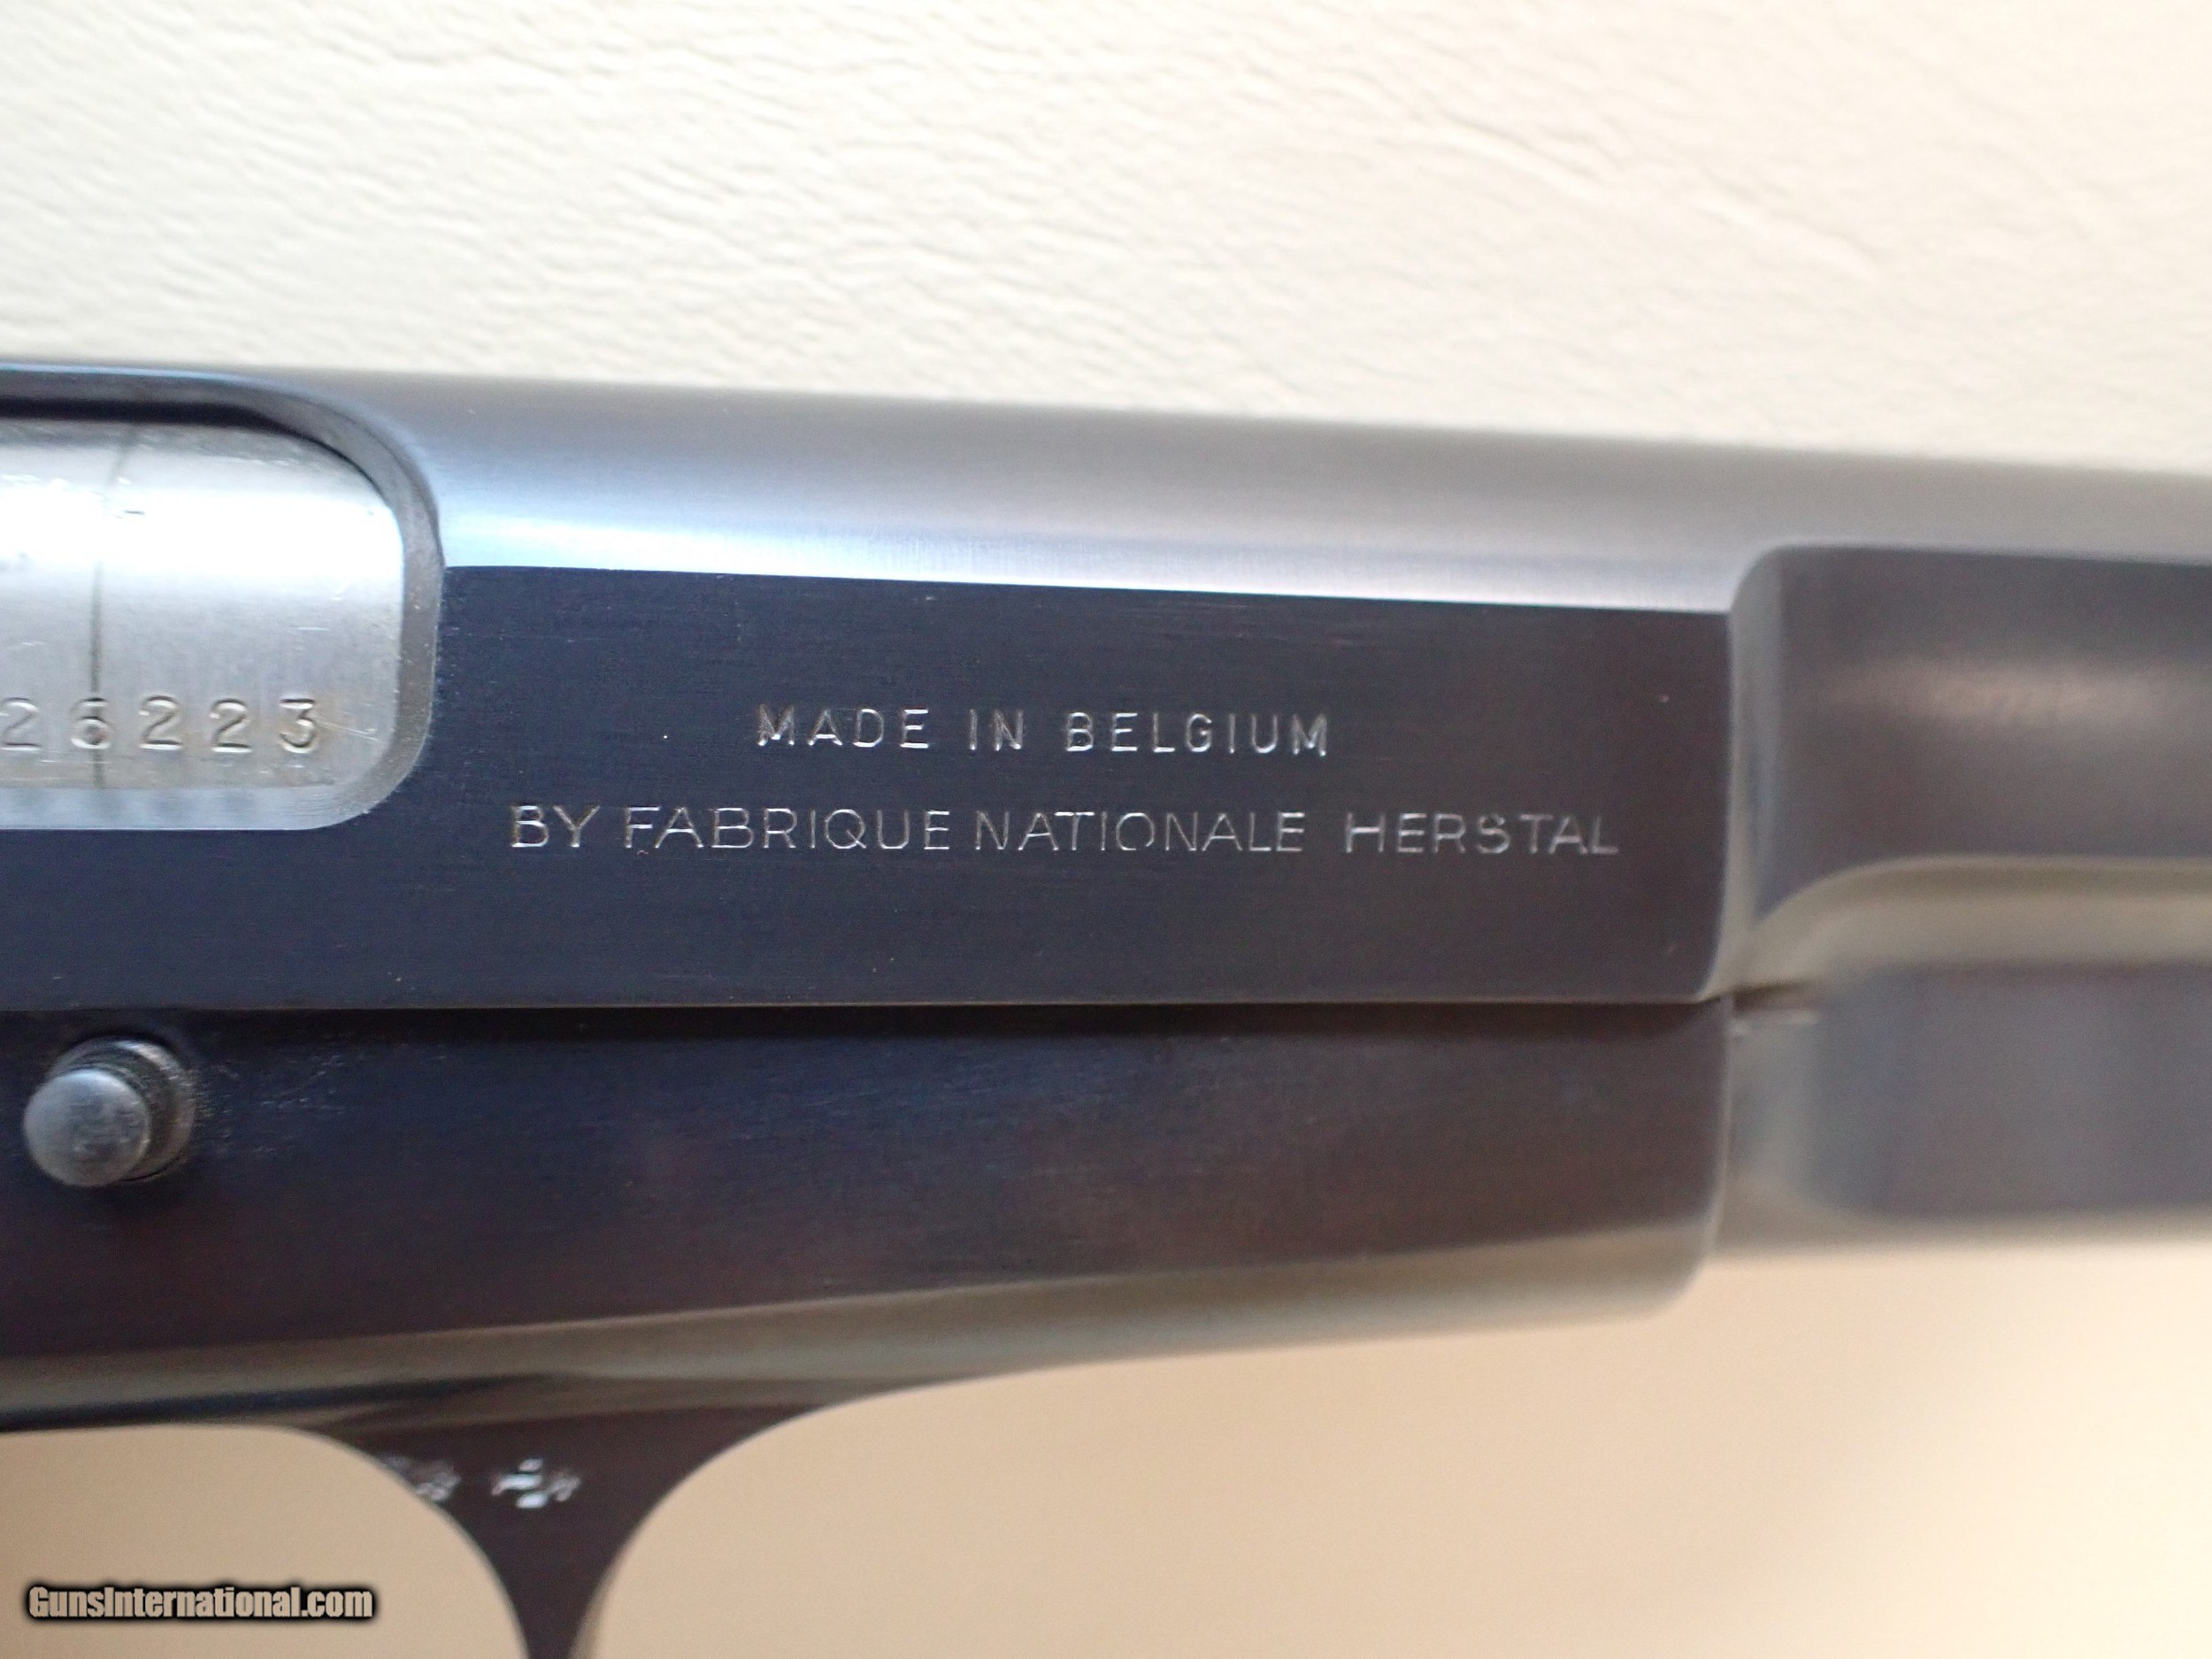 26223
MADE IN BELGIUM
BY FABRIQUE NATIONALE HERSTAL
GunsInternational.com